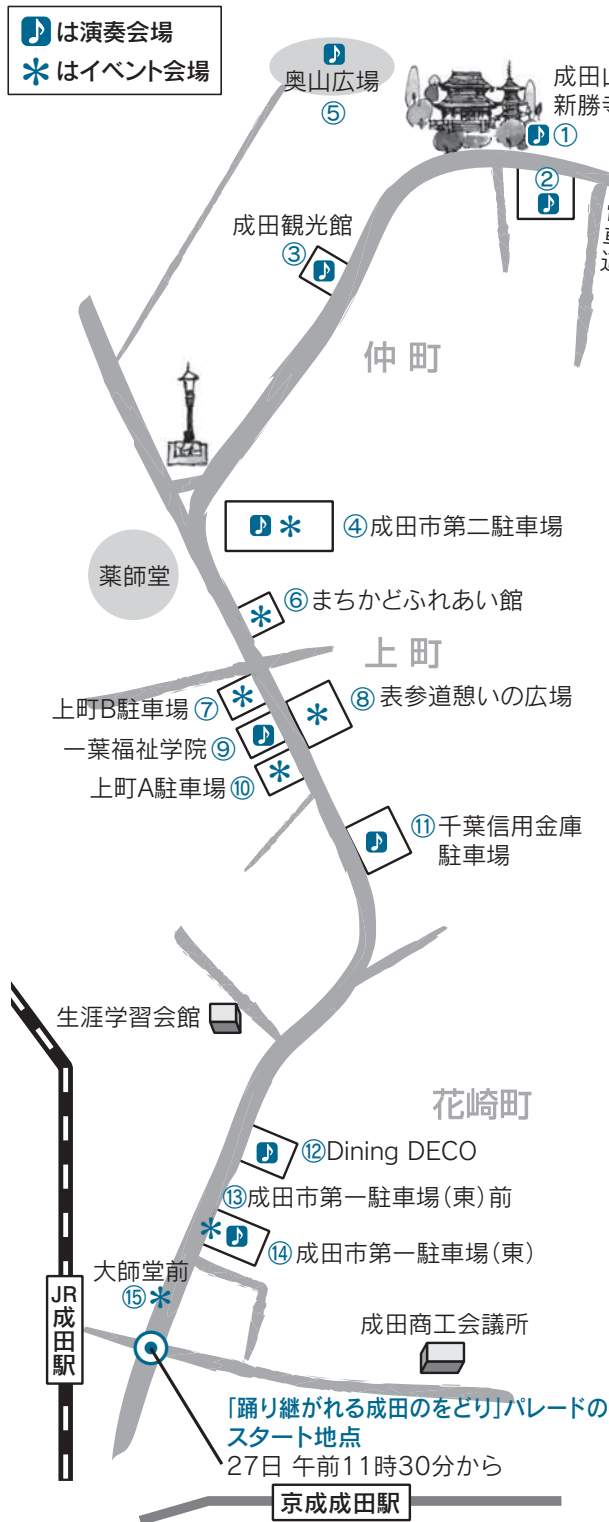 ♪は演奏会場
＊はイベント会場
♪
奥山広場
⑤
成田山
新勝寺
♪①
②
♪
成田観光館
③
♪
仲町
♪＊
④成田市第二駐車場
薬師堂
＊
⑥まちかどふれあい館
上町
上町B駐車場⑦
＊
＊
⑧表参道憩いの広場
一葉福祉学院⑨
♪
上町A駐車場⑩
＊
♪
⑪千葉信用金庫
駐車場
生涯学習会館
花崎町
♪
⑫Dining DECO
⑬成田市第一駐車場(東)前
＊♪
⑭成田市第一駐車場(東)
大師堂前
⑮＊
JR成田駅
成田商工会議所
「踊り継がれる成田のをどり」パレードの
スタート地点
27日 午前11時30分から
京成成田駅